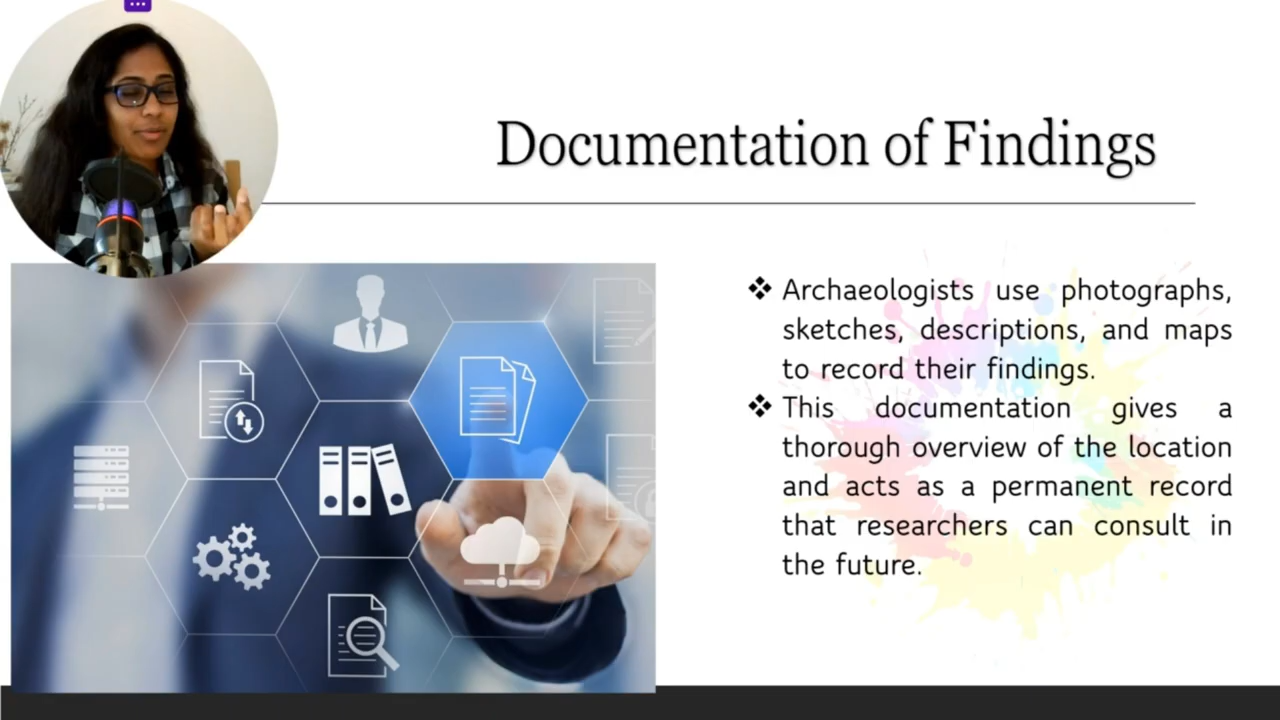 Documentation of Findings
❖ Archaeologists use photographs,
sketches, descriptions, and maps
to record their findings.
❖ This documentation gives a
thorough overview of the location
and acts as a permanent record
that researchers can consult in
the future.